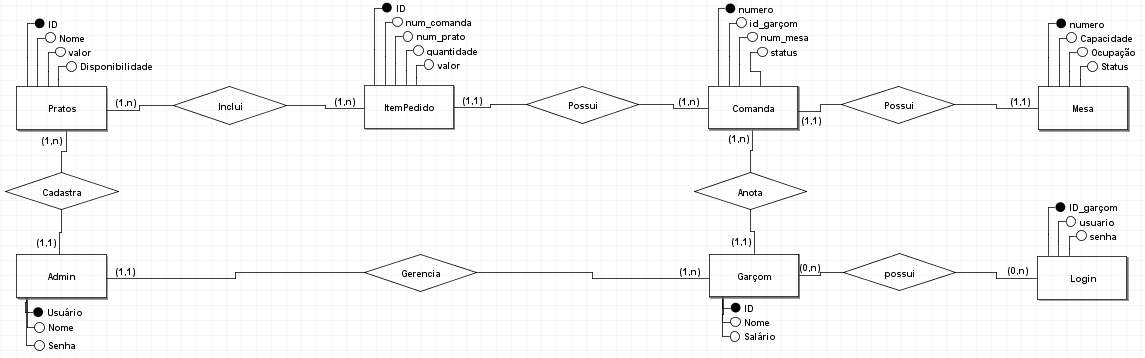 ID
Nome
valor
Disponibilidade
Pratos
(1,n)
Inclui
(1,n)
ID
num_comanda
num_prato
quantidade
valor
ItemPedido
(1,1)
Possui
(1,n)
numero
id_garçom
num_mesa
status
Comanda
(1,1)
Possui
(1,1)
numero
Capacidade
Ocupação
Status
Mesa
(1,n)
Cadastra
(1,1)
(1,n)
Anota
(1,1)
Admin
(1,1)
Usuário
Nome
Senha
Gerencia
(1,n)
Garçom
ID
Nome
Salário
(0,n)
possui
(0,n)
ID_garçom
usuario
senha
Login